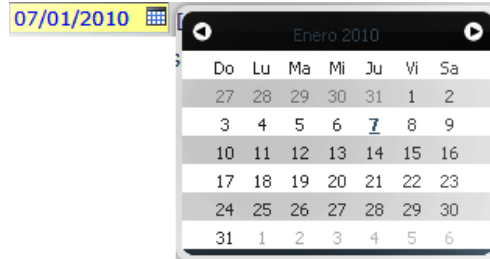 07/01/2010
Enero 2010
Do Lu Ma Mi Ju Vi Sa
27 28 29 30 31 1 2
3 4 5 6 7 8 9
10 11 12 13 14 15 16
17 18 19 20 21 22 23
24 25 26 27 28 29 30
31 1 2 3 4 5 6